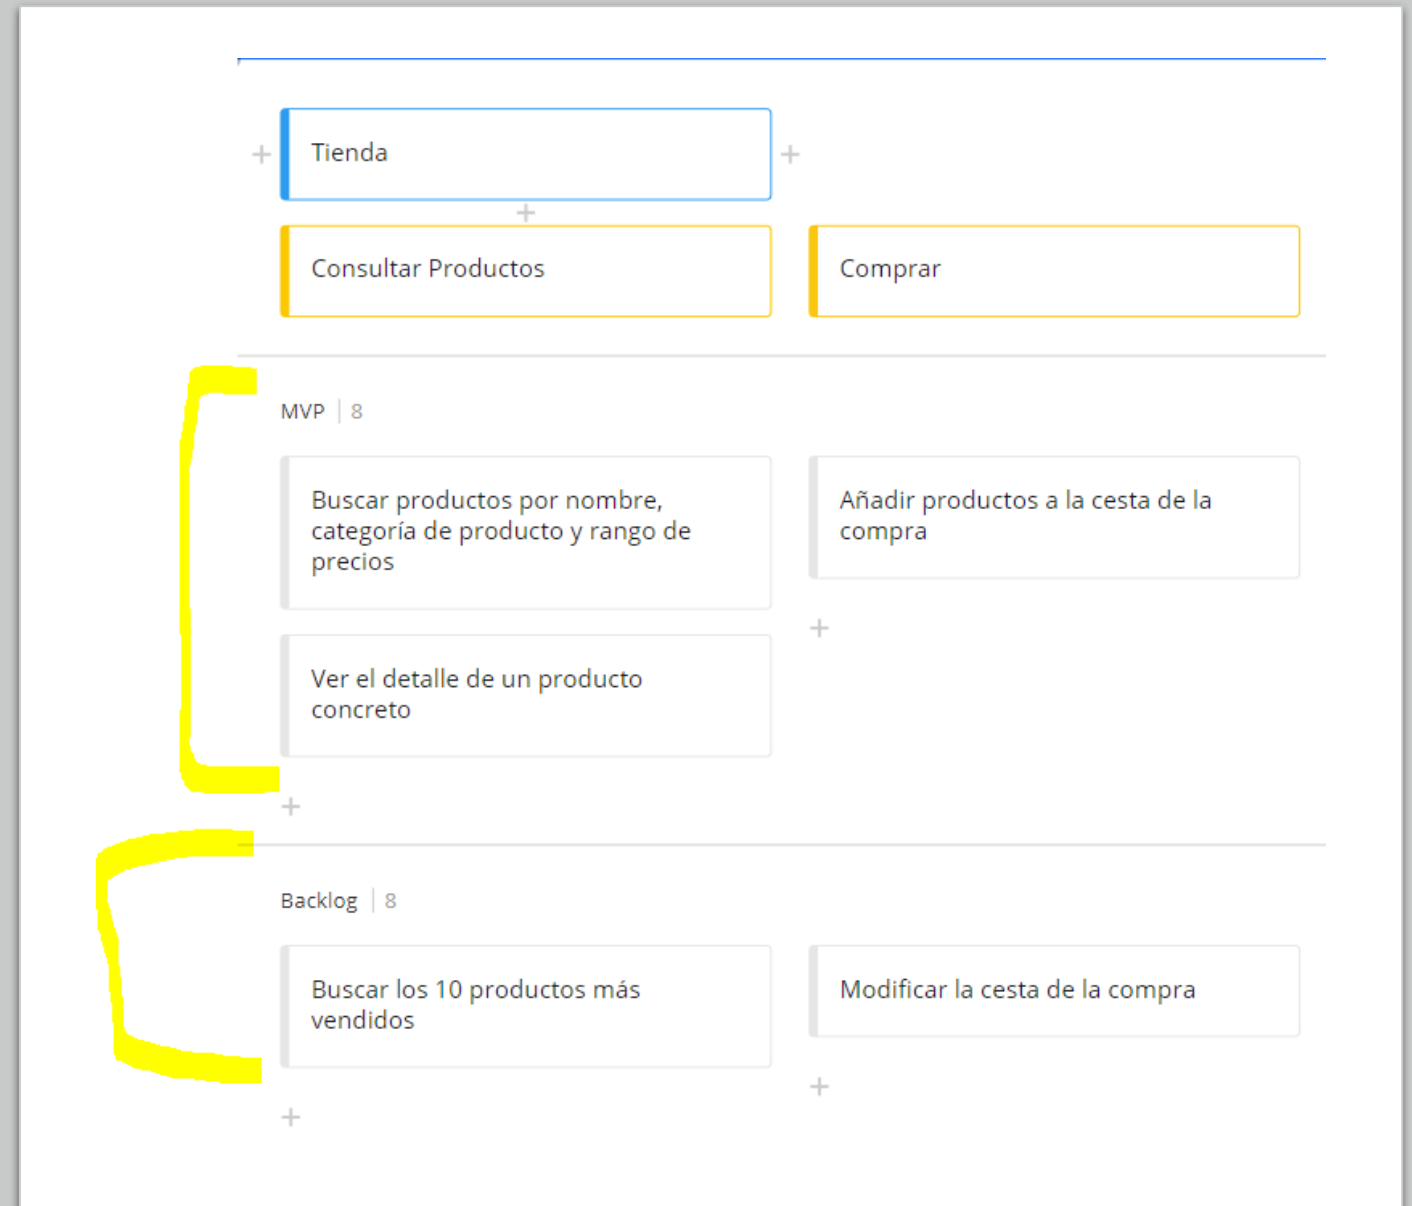 Tienda
Consultar Productos
Comprar
MVP | 8
Buscar productos por nombre,
categoría de producto y rango de
precios
Añadir productos a la cesta de la
compra
Ver el detalle de un producto
concreto
Backlog | 8
Buscar los 10 productos más
vendidos
Modificar la cesta de la compra